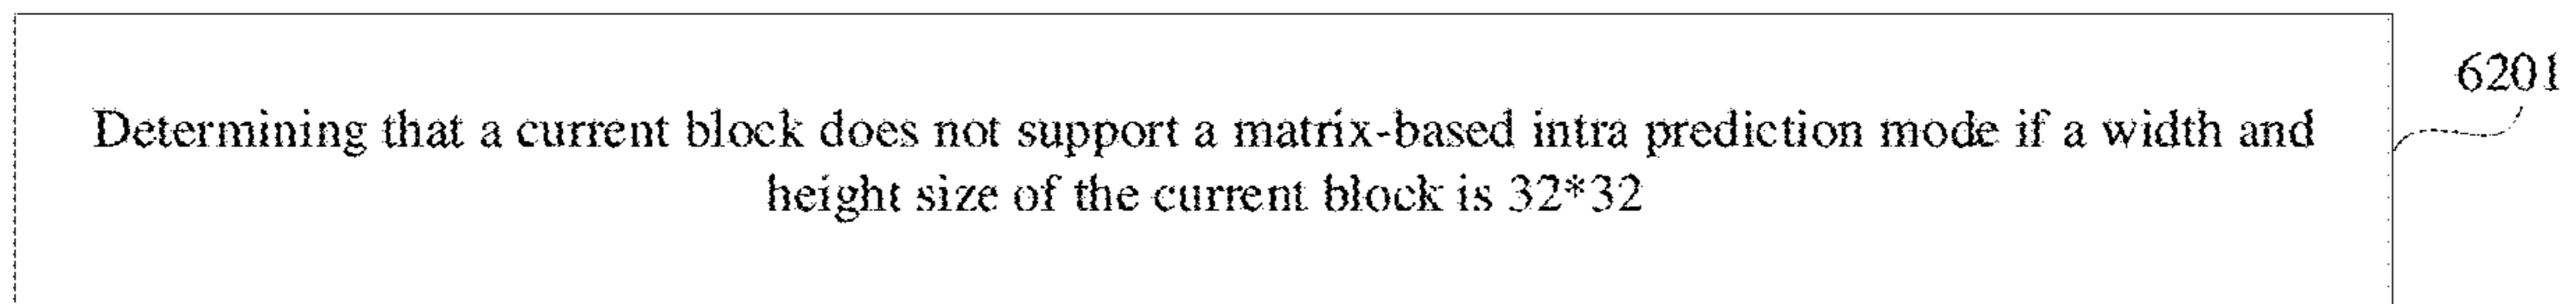 6201
Determining that a current block does not support a matrix-based intra prediction mode if a width and
height size of the current block is 32*32